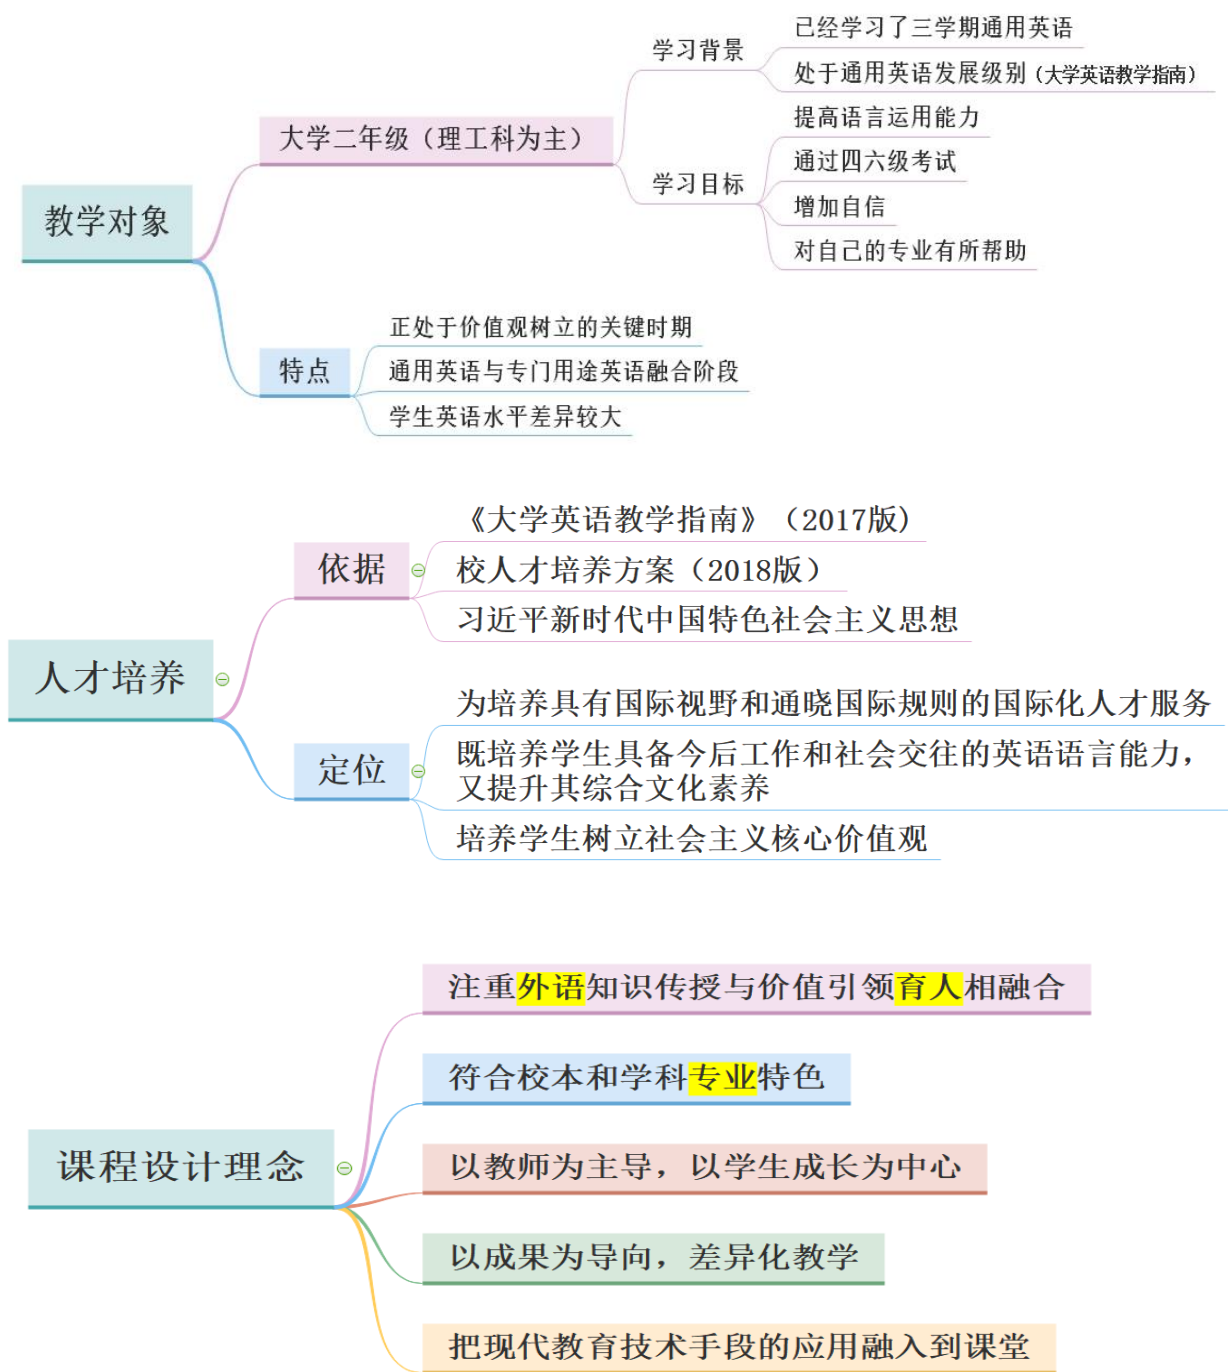 教学对象
大学二年级（理工科为主）
学习背景
已经学习了三学期通用英语
处于通用英语发展级别（大学英语教学指南）
学习目标
提高语言运用能力
通过四六级考试
增加自信
对自己的专业有所帮助
特点
正处于价值观树立的关键时期
通用英语与专门用途英语融合阶段
学生英语水平差异较大
人才培养
依据
《大学英语教学指南》（2017版)
校人才培养方案（2018版）
习近平新时代中国特色社会主义思想
定位
为培养具有国际视野和通晓国际规则的国际化人才服务
既培养学生具备今后工作和社会交往的英语语言能力，
又提升其综合文化素养
培养学生树立社会主义核心价值观
课程设计理念
注重外语知识传授与价值引领育人相融合
符合校本和学科专业特色
以教师为主导，以学生成长为中心
以成果为导向，差异化教学
把现代教育技术手段的应用融入到课堂